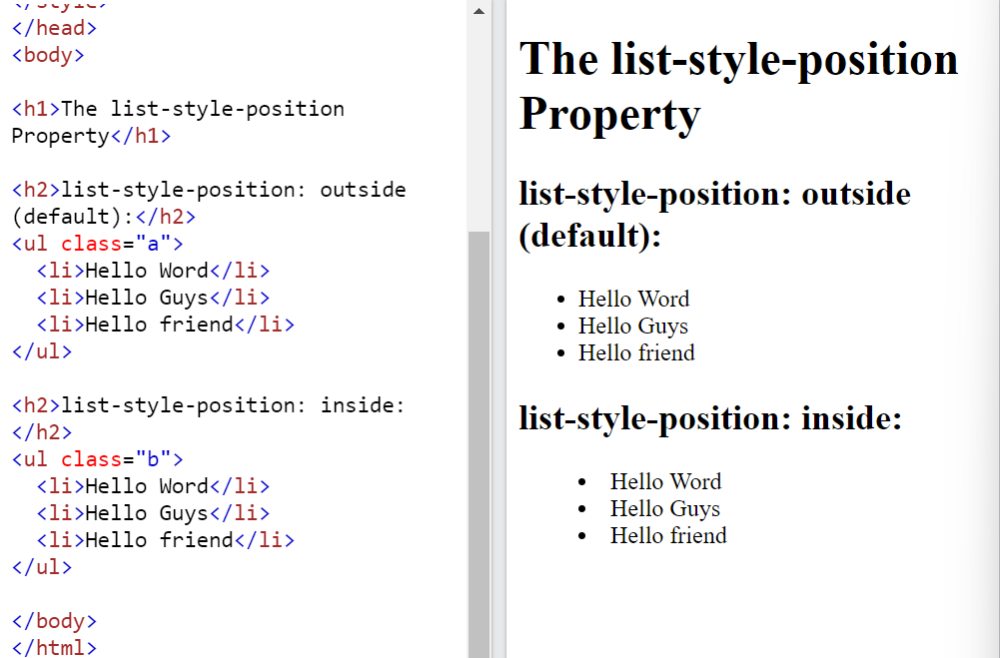 </style>
</head>
<body>
<h1>The list-style-position
Property</h1>
<h2>list-style-position: outside
(default):</h2>
<ul class="a">
  <li>Hello Word</li>
  <li>Hello Guys</li>
  <li>Hello friend</li>
</ul>
<h2>list-style-position: inside:
</h2>
<ul class="b">
  <li>Hello Word</li>
  <li>Hello Guys</li>
  <li>Hello friend</li>
</ul>
</body>
</html>
The list-style-position
Property
list-style-position: outside
(default):
• Hello Word
• Hello Guys
• Hello friend
list-style-position: inside:
• Hello Word
• Hello Guys
• Hello friend